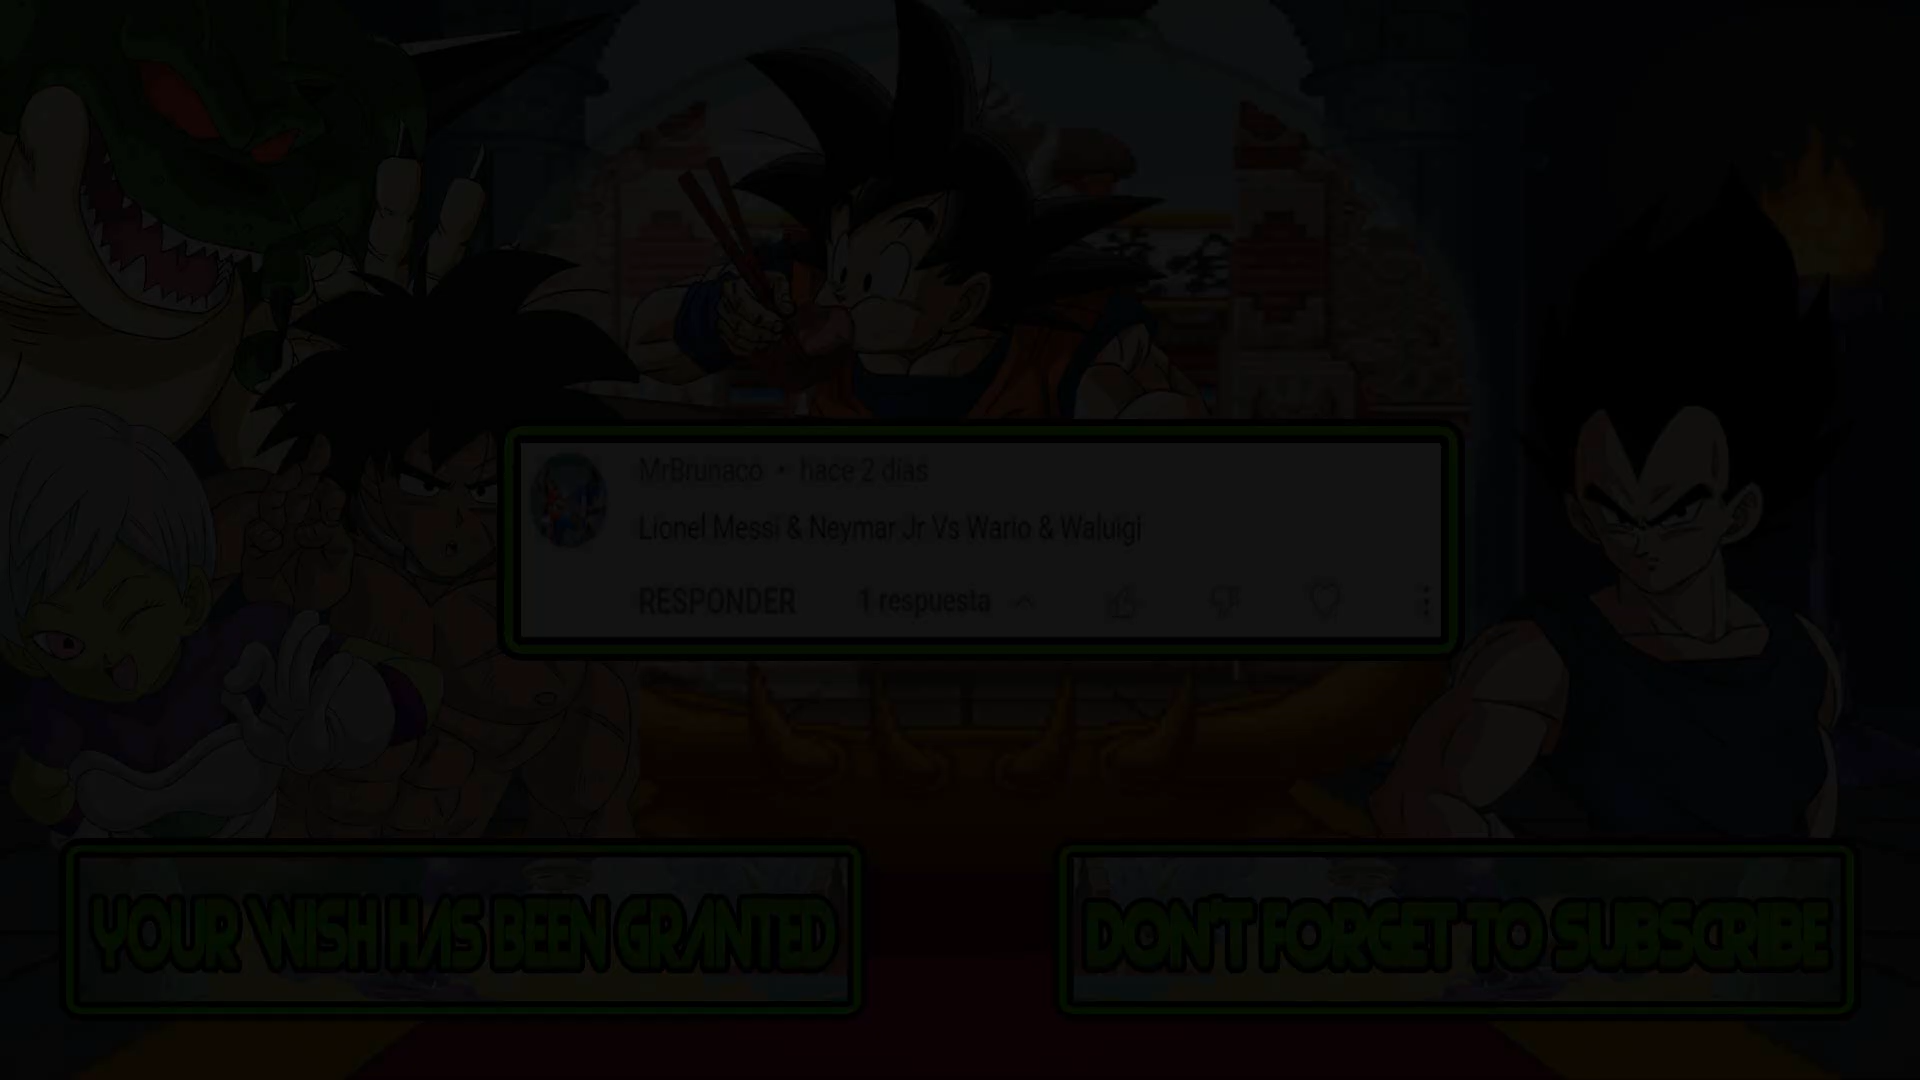 MrBrunaco • hace 2 días
Lionel Messi & Neymar Jr Vs Wario & Waluigi
RESPONDER 1 respuesta
YOUR WISH HAS BEEN GRANTED
DON'T FORGET TO SUBSCRIBE